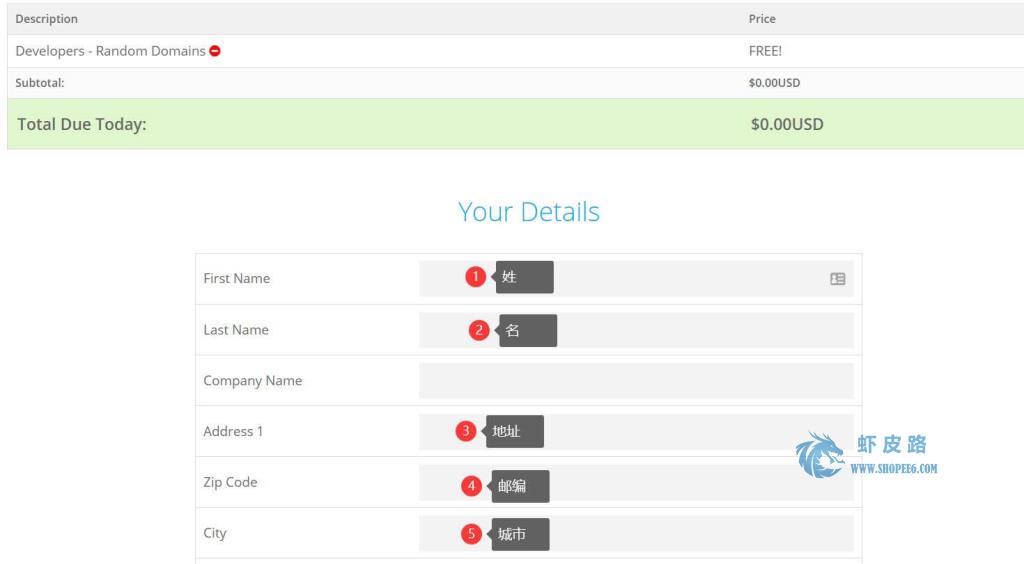 Description Price
Developers - Random Domains FREE!
Subtotal: $0.00USD
Total Due Today: $0.00USD
Your Details
First Name 1 姓
Last Name 2 名
Company Name
Address 1 3 地址
虾皮路
WWW.SHOPEE6.COM
Zip Code 4 邮编
City 5 城市